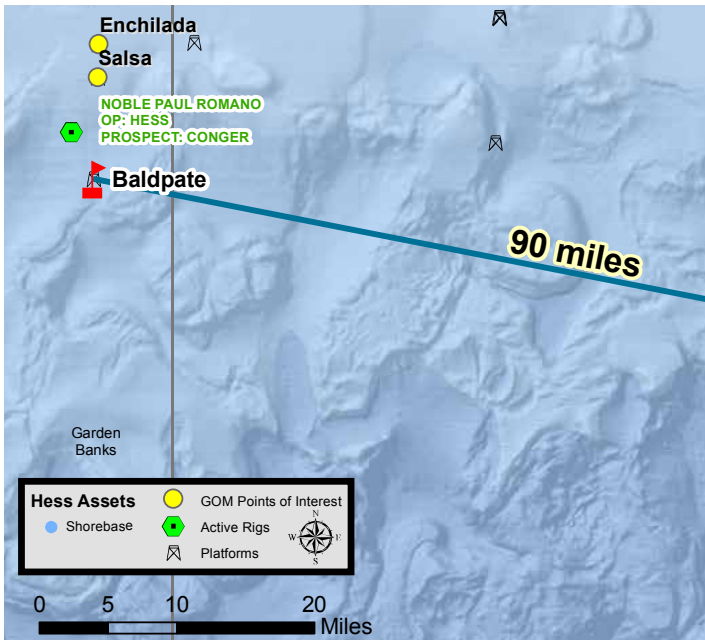 Enchilada
Salsa
NOBLE PAUL ROMANO
OP: HESS
PROSPECT: CONGER
Baldpate
90 miles
Garden
Banks
Hess Assets
Shorebase
GOM Points of Interest
Active Rigs
Platforms
N
W E
S
0 5 10 20
Miles